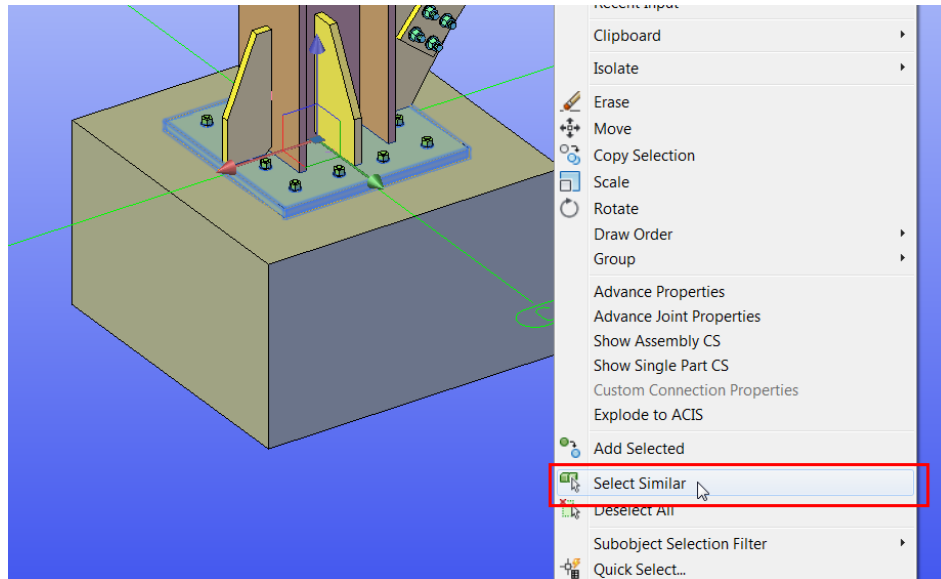 Recent Input
Clipboard
Isolate
Erase
Move
Copy Selection
Scale
Rotate
Draw Order
Group
Advance Properties
Advance Joint Properties
Show Assembly CS
Show Single Part CS
Custom Connection Properties
Explode to ACIS
Add Selected
Select Similar
Deselect All
Subobject Selection Filter
Quick Select...